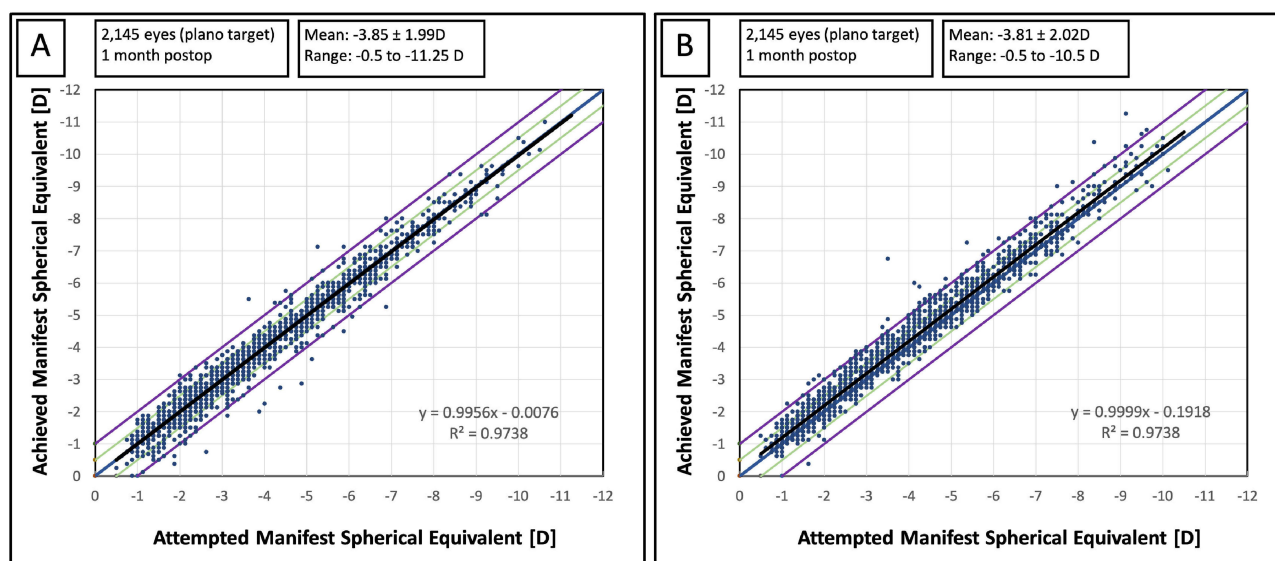 A
2,145 eyes (plano target)
1 month postop
Mean: -3.85 ± 1.99D
Range: -0.5 to -11.25 D
Achieved Manifest Spherical Equivalent [D]
-12
-11
-10
-9
-8
-7
-6
-5
-4
-3
-2
-1
0
y = 0.9956x - 0.0076
R² = 0.9738
0 -1 -2 -3 -4 -5 -6 -7 -8 -9 -10 -11 -12
Attempted Manifest Spherical Equivalent [D]
B
2,145 eyes (plano target)
1 month postop
Mean: -3.81 ± 2.02D
Range: -0.5 to -10.5 D
Achieved Manifest Spherical Equivalent [D]
-12
-11
-10
-9
-8
-7
-6
-5
-4
-3
-2
-1
0
y = 0.9999x - 0.1918
R² = 0.9738
0 -1 -2 -3 -4 -5 -6 -7 -8 -9 -10 -11 -12
Attempted Manifest Spherical Equivalent [D]